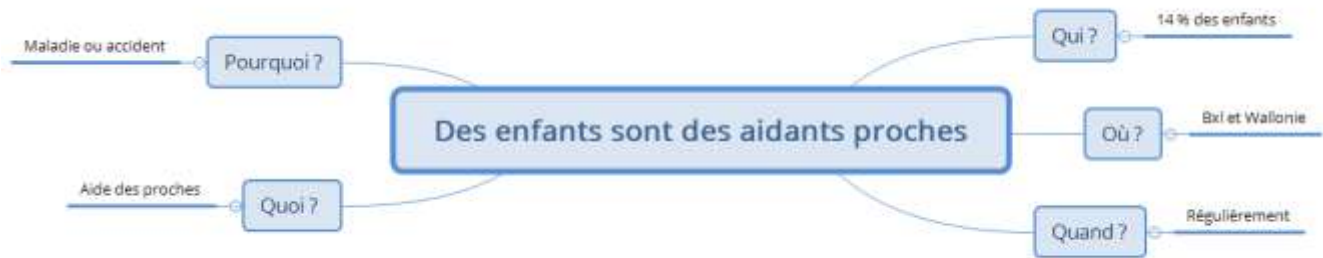 Des enfants sont des aidants proches
Qui ?
14 % des enfants
Où ?
Bxl et Wallonie
Quand ?
Régulièrement
Quoi ?
Aide des proches
Pourquoi ?
Maladie ou accident